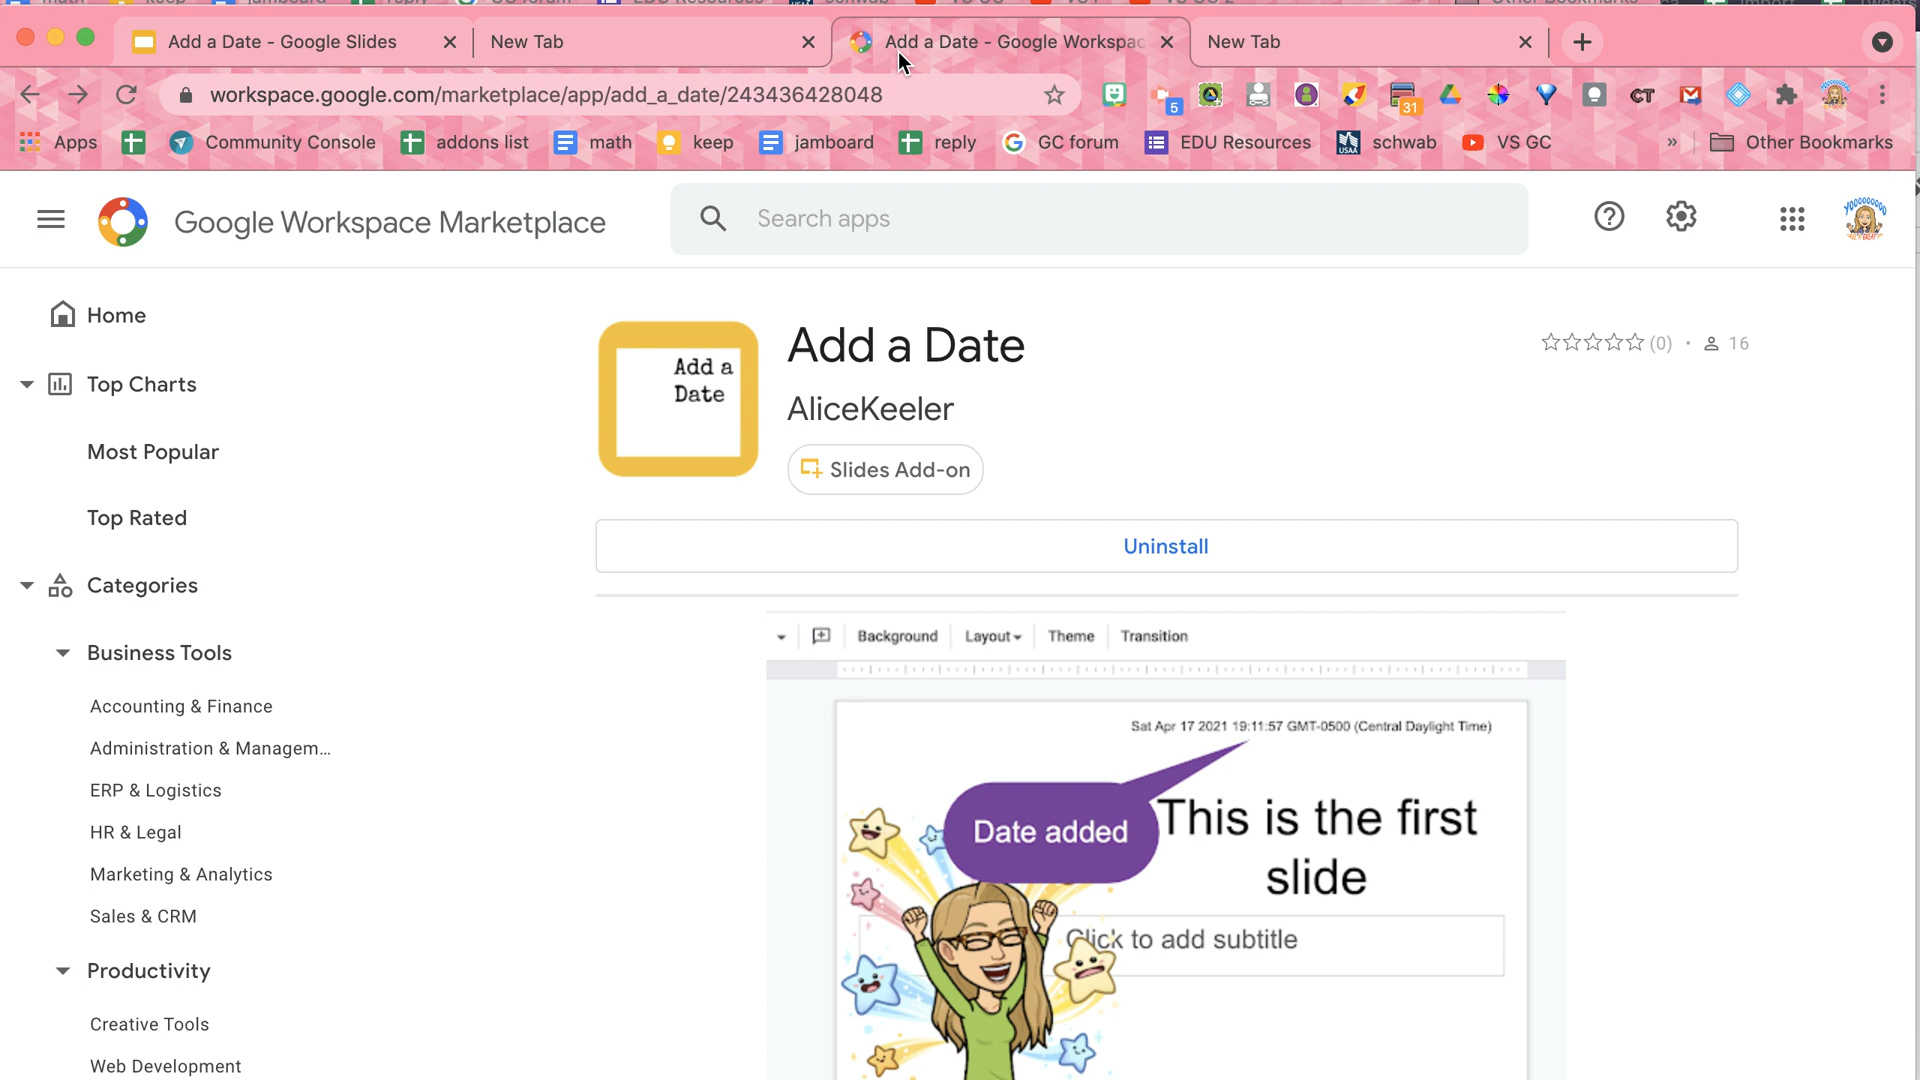 Add a Date - Google Slides
New Tab
Add a Date - Google Workspac
New Tab
workspace.google.com/marketplace/app/add_a_date/243436428048
5
31
CT
Apps
Community Console
addons list
math
keep
jamboard
reply
GC forum
EDU Resources
USAA
schwab
VS GC
»
Other Bookmarks
Google Workspace Marketplace
Search apps
Home
Top Charts
Most Popular
Top Rated
Categories
Business Tools
Accounting & Finance
Administration & Managem...
ERP & Logistics
HR & Legal
Marketing & Analytics
Sales & CRM
Productivity
Creative Tools
Web Development
Add a
Date
Add a Date
AliceKeeler
Slides Add-on
(0)
16
Uninstall
Background
Layout
Theme
Transition
Sat Apr 17 2021 19:11:57 GMT-0500 (Central Daylight Time)
Date added
This is the first
slide
Click to add subtitle